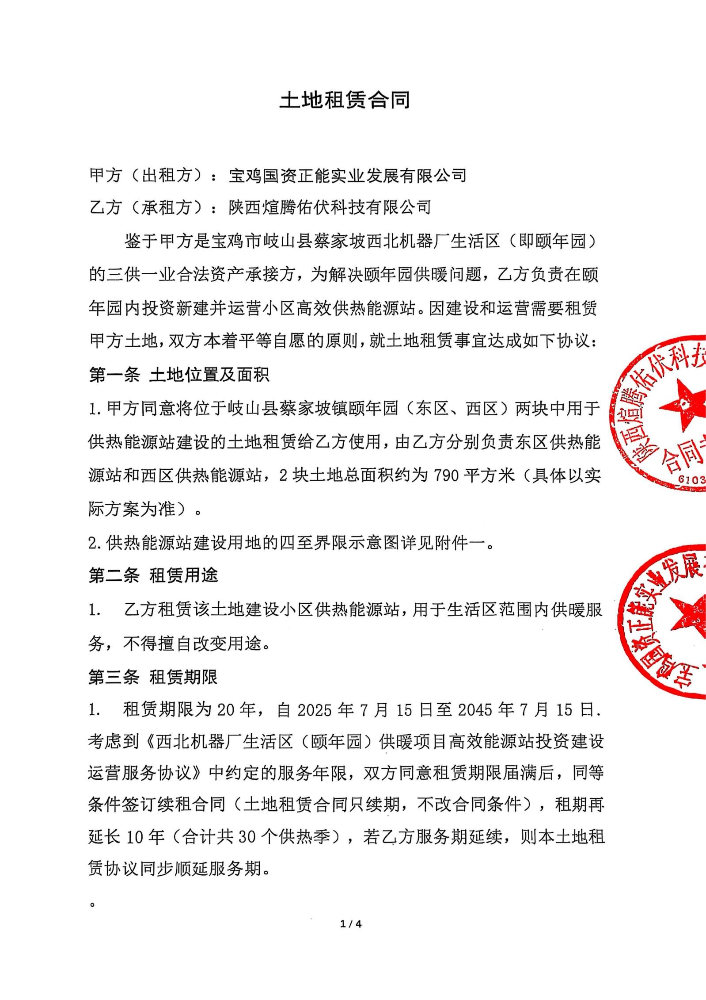 土地租赁合同
甲方（出租方）：宝鸡国资正能实业发展有限公司
乙方（承租方）：陕西煊腾佑伏科技有限公司
鉴于甲方是宝鸡市岐山县蔡家坡西北机器厂生活区（即颐年园）
的三供一业合法资产承接方，为解决颐年园供暖问题，乙方负责在颐
年园内投资新建并运营小区高效供热能源站。因建设和运营需要租赁
甲方土地，双方本着平等自愿的原则，就土地租赁事宜达成如下协议：
第一条 土地位置及面积
1.甲方同意将位于岐山县蔡家坡镇颐年园（东区、西区）两块中用于
供热能源站建设的土地租赁给乙方使用，由乙方分别负责东区供热能
源站和西区供热能源站，2 块土地总面积约为 790 平方米（具体以实
际方案为准）。
2.供热能源站建设用地的四至界限示意图详见附件一。
第二条 租赁用途
1. 乙方租赁该土地建设小区供热能源站，用于生活区范围内供暖服
务，不得擅自改变用途。
第三条 租赁期限
1. 租赁期限为 20 年，自 2025 年 7 月 15 日至 2045 年 7 月 15 日.
考虑到《西北机器厂生活区（颐年园）供暖项目高效能源站投资建设
运营服务协议》中约定的服务年限，双方同意租赁期限届满后，同等
条件签订续租合同（土地租赁合同只续期，不改合同条件），租期再
延长 10 年（合计共 30 个供热季），若乙方服务期延续，则本土地租
赁协议同步顺延服务期。
。
1 / 4
陕西煊腾佑伏科技
合同
6103
宝鸡国资正能实业发展